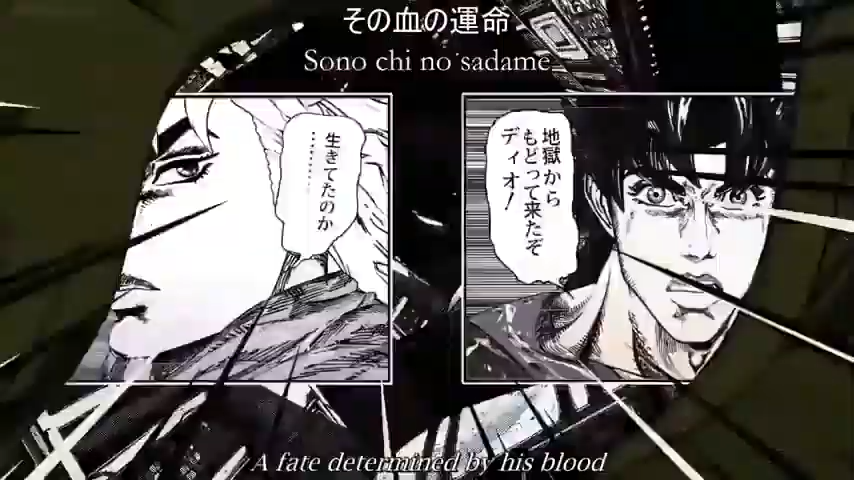 その血の運命
Sono chi no sadame
生きてたのか
………
地獄から
もどって来たぞ
ディオ！
A fate determined by his blood